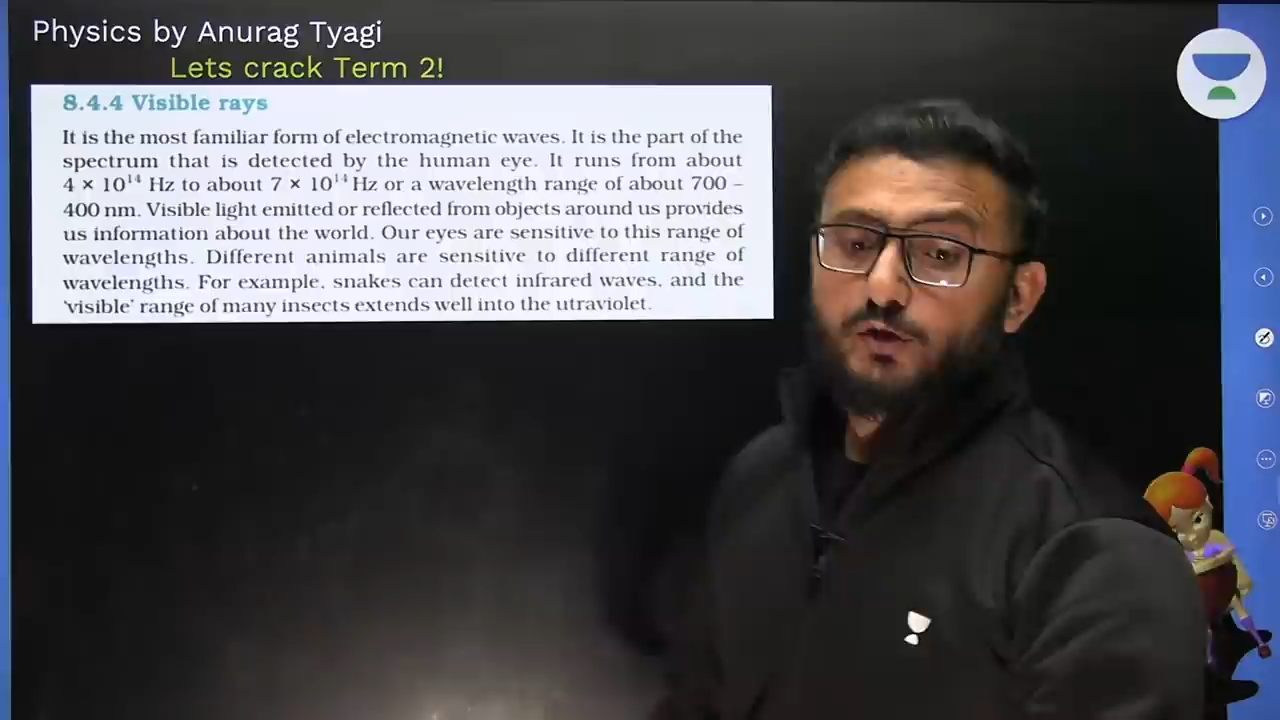 Physics by Anurag Tyagi
Lets crack Term 2!
8.4.4 Visible rays
It is the most familiar form of electromagnetic waves. It is the part of the
spectrum that is detected by the human eye. It runs from about
4 × 10¹⁴ Hz to about 7 × 10¹⁴ Hz or a wavelength range of about 700 –
400 nm. Visible light emitted or reflected from objects around us provides
us information about the world. Our eyes are sensitive to this range of
wavelengths. Different animals are sensitive to different range of
wavelengths. For example, snakes can detect infrared waves, and the
‘visible’ range of many insects extends well into the utraviolet.